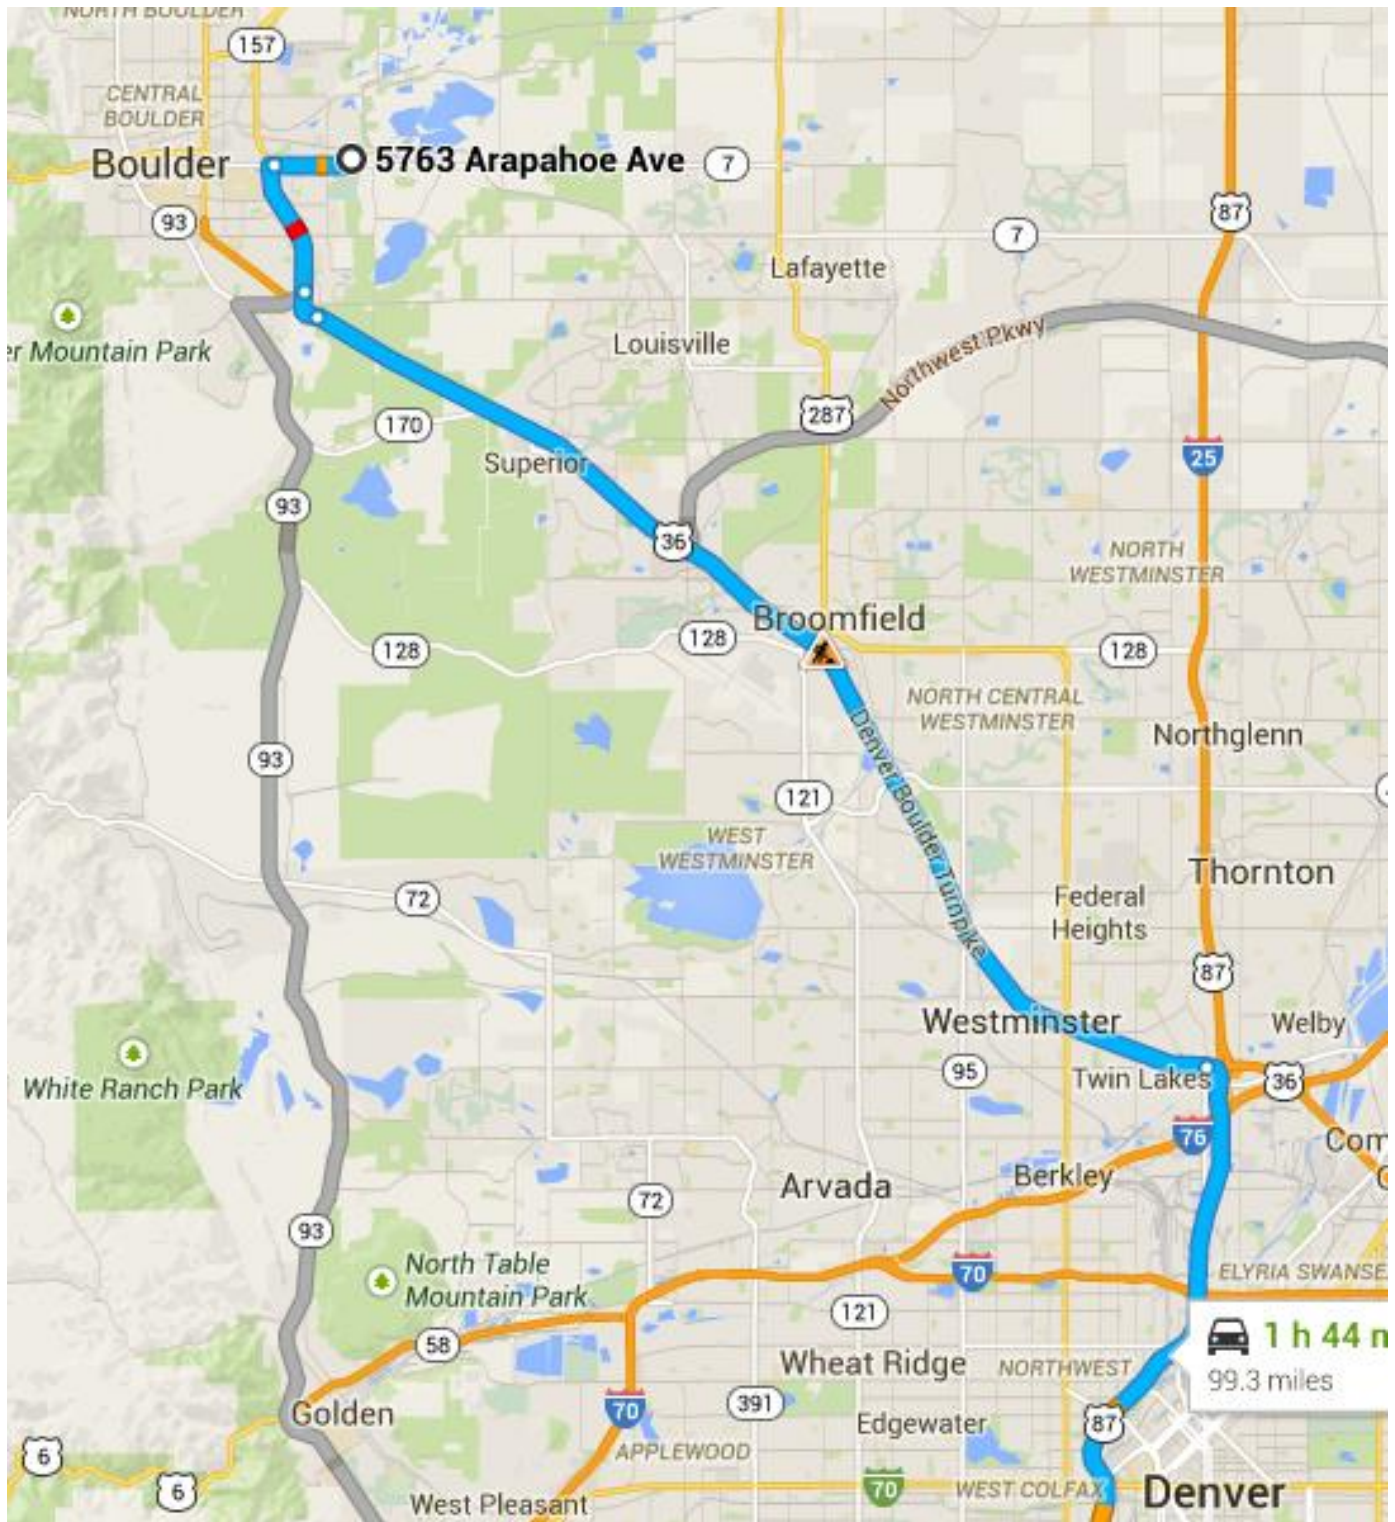 NORTH BOULDER
157
CENTRAL
BOULDER
Boulder
5763 Arapahoe Ave
7
93
87
7
Lafayette
er Mountain Park
Louisville
Northwest Pkwy
287
170
25
Superior
93
36
NORTH
WESTMINSTER
Broomfield
128
128
128
NORTH CENTRAL
WESTMINSTER
Denver Boulder Turnpike
Northglenn
93
121
WEST
WESTMINSTER
Thornton
72
Federal
Heights
87
Westminster
Welby
White Ranch Park
95
Twin Lakes
36
76
Com
Arvada
Berkley
72
93
North Table
Mountain Park
70
ELYRIA SWANSE
121
58
1 h 44 m
99.3 miles
Wheat Ridge
NORTHWEST
391
70
Golden
Edgewater
87
6
APPLEWOOD
6
70
WEST COLFAX
Denver
West Pleasant